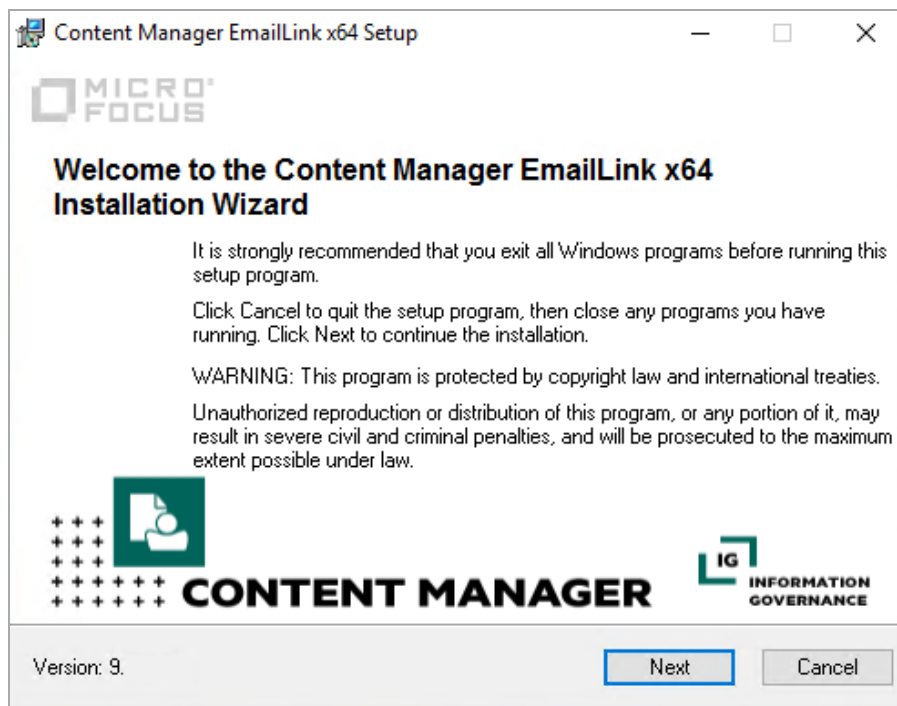 Content Manager EmailLink x64 Setup
MICRO
FOCUS
Welcome to the Content Manager EmailLink x64
Installation Wizard
It is strongly recommended that you exit all Windows programs before running this
setup program.
Click Cancel to quit the setup program, then close any programs you have
running. Click Next to continue the installation.
WARNING: This program is protected by copyright law and international treaties.
Unauthorized reproduction or distribution of this program, or any portion of it, may
result in severe civil and criminal penalties, and will be prosecuted to the maximum
extent possible under law.
CONTENT MANAGER
IG
INFORMATION
GOVERNANCE
Version: 9.
Next
Cancel